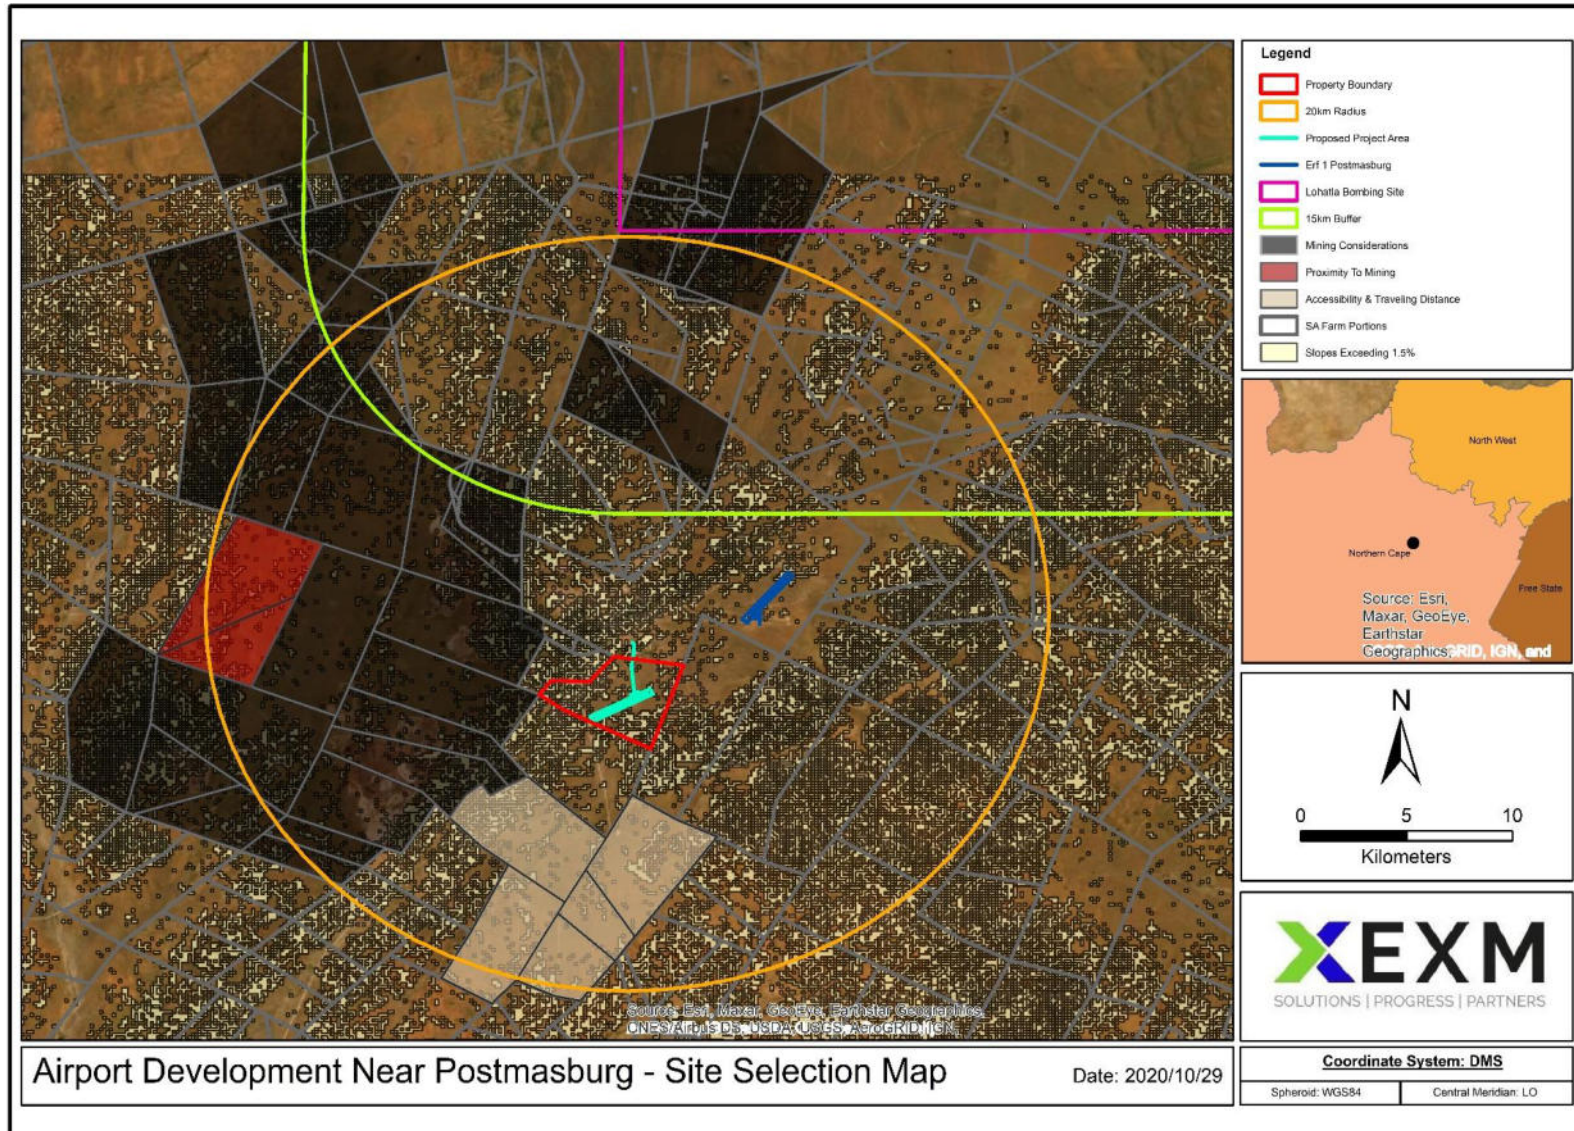 Legend
Property Boundary
20km Radius
Proposed Project Area
Erf 1 Postmasburg
Lohatla Bombing Site
15km Buffer
Mining Considerations
Proximity To Mining
Accessibility & Traveling Distance
SA Farm Portions
Slopes Exceeding 1.5%
North West
Northern Cape
Free State
Source: Esri,
Maxar, GeoEye,
Earthstar
Geographics,
GRID, IGN, and
N
0 5 10
Kilometers
EXM
SOLUTIONS | PROGRESS | PARTNERS
Source: Esri, Maxar, GeoEye, Earthstar Geographics,
CNES/Airbus DS, USDA, USGS, AeroGRID, IGN,
Airport Development Near Postmasburg - Site Selection Map
Date: 2020/10/29
Coordinate System: DMS
Spheroid: WGS84
Central Meridian: LO